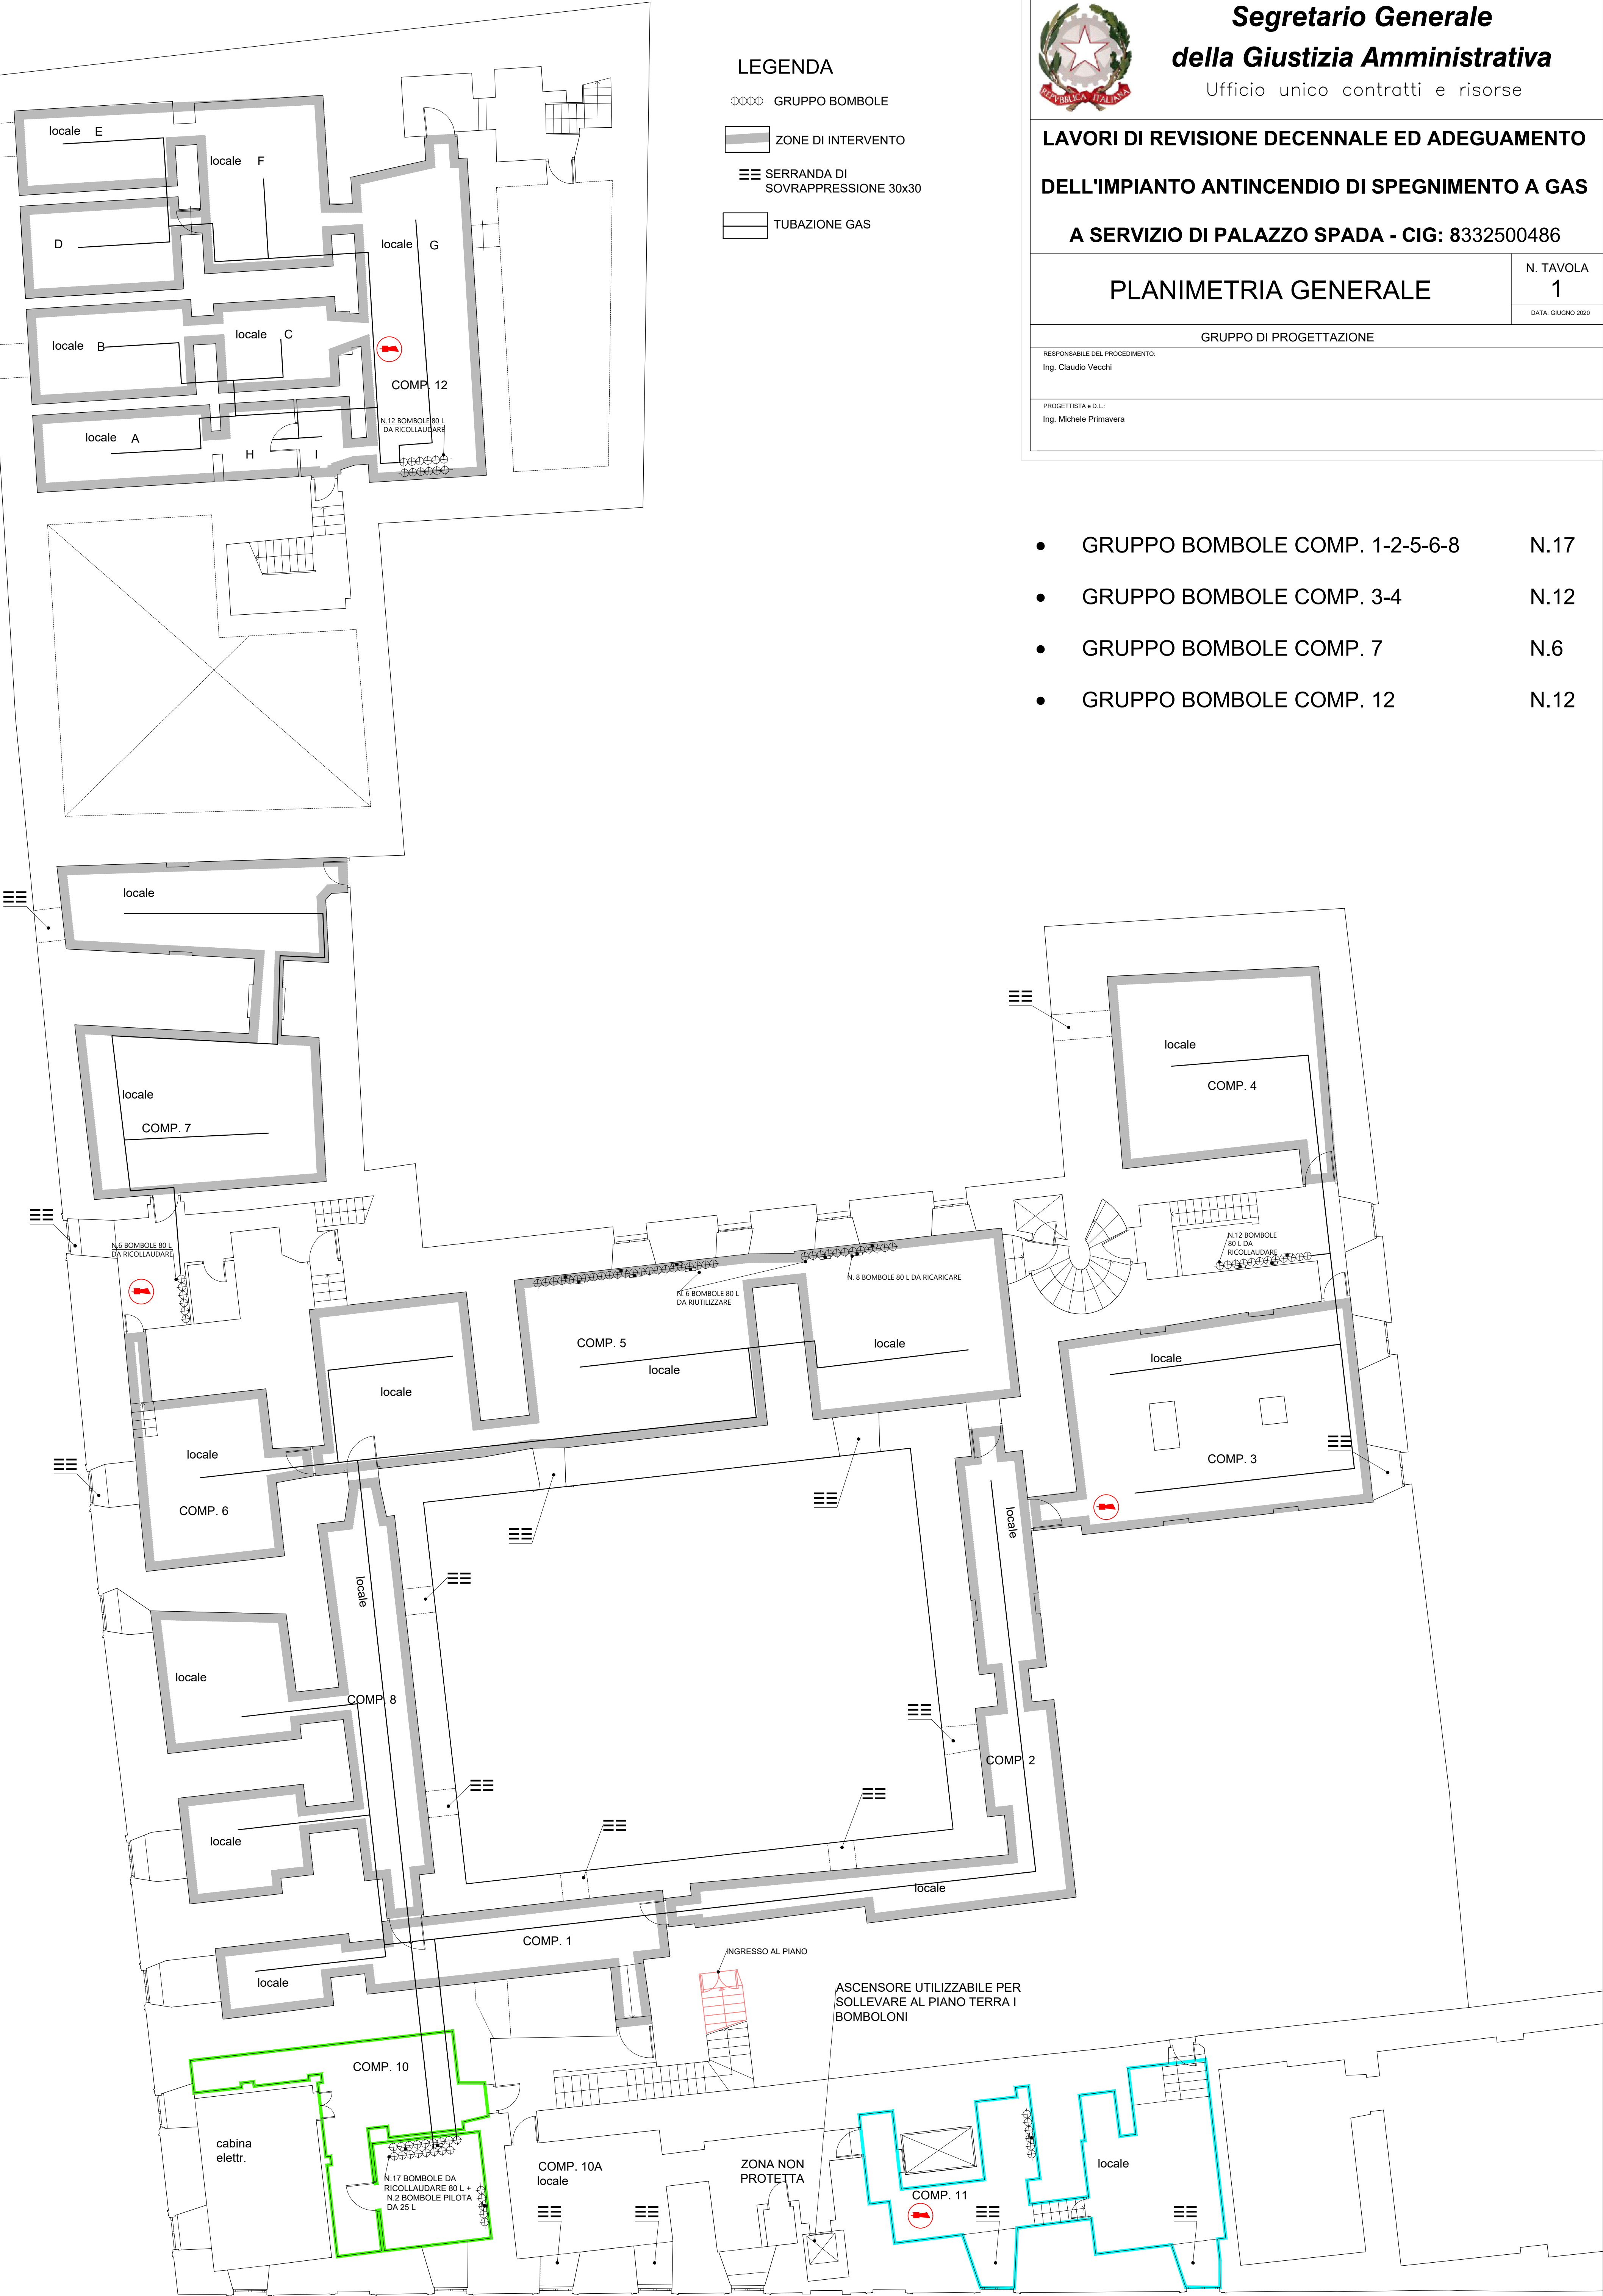 Segretario Generale
della Giustizia Amministrativa
Ufficio unico contratti e risorse
REPVBBLICA ITALIANA
LAVORI DI REVISIONE DECENNALE ED ADEGUAMENTO
DELL'IMPIANTO ANTINCENDIO DI SPEGNIMENTO A GAS
A SERVIZIO DI PALAZZO SPADA - CIG: 8332500486
PLANIMETRIA GENERALE
N. TAVOLA
1
DATA: GIUGNO 2020
GRUPPO DI PROGETTAZIONE
RESPONSABILE DEL PROCEDIMENTO:
Ing. Claudio Vecchi
PROGETTISTA e D.L.:
Ing. Michele Primavera
LEGENDA
GRUPPO BOMBOLE
ZONE DI INTERVENTO
SERRANDA DI
SOVRAPPRESSIONE 30x30
TUBAZIONE GAS
• GRUPPO BOMBOLE COMP. 1-2-5-6-8 N.17
• GRUPPO BOMBOLE COMP. 3-4 N.12
• GRUPPO BOMBOLE COMP. 7 N.6
• GRUPPO BOMBOLE COMP. 12 N.12
locale E
locale F
D
locale G
locale B
locale C
COMP. 12
N.12 BOMBOLE 80 L
DA RICOLLAUDARE
locale A
H
I
locale
locale
COMP. 7
N.6 BOMBOLE 80 L
DA RICOLLAUDARE
locale
COMP. 4
N.12 BOMBOLE
80 L DA
RICOLLAUDARE
N. 8 BOMBOLE 80 L DA RICARICARE
N. 6 BOMBOLE 80 L
DA RIUTILIZZARE
COMP. 5
locale
locale
locale
locale
COMP. 3
locale
COMP. 6
locale
locale
locale
COMP. 8
COMP. 2
locale
locale
COMP. 1
locale
INGRESSO AL PIANO
ASCENSORE UTILIZZABILE PER
SOLLEVARE AL PIANO TERRA I
BOMBOLONI
COMP. 10
cabina
elettr.
N.17 BOMBOLE DA
RICOLLAUDARE 80 L +
N.2 BOMBOLE PILOTA
DA 25 L
COMP. 10A
locale
ZONA NON
PROTETTA
COMP. 11
locale